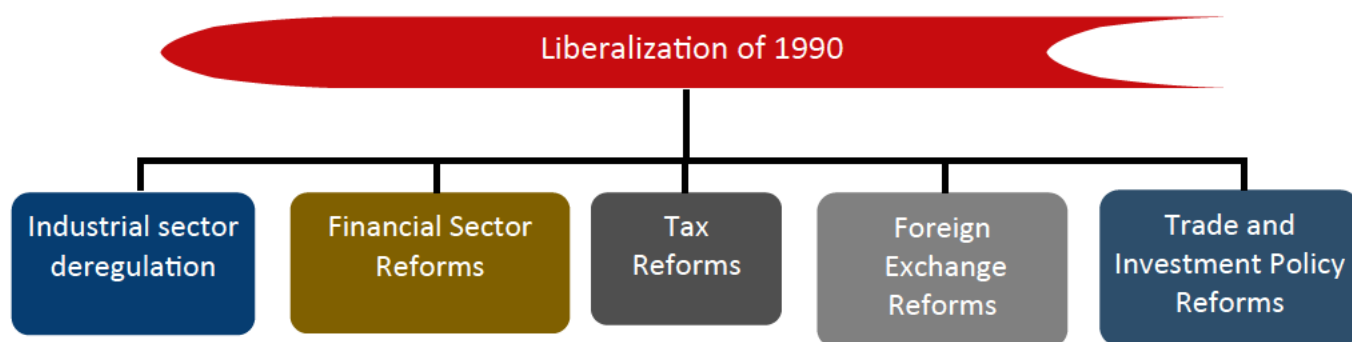 Liberalization of 1990
Industrial sector
deregulation
Financial Sector
Reforms
Tax
Reforms
Foreign
Exchange
Reforms
Trade and
Investment Policy
Reforms